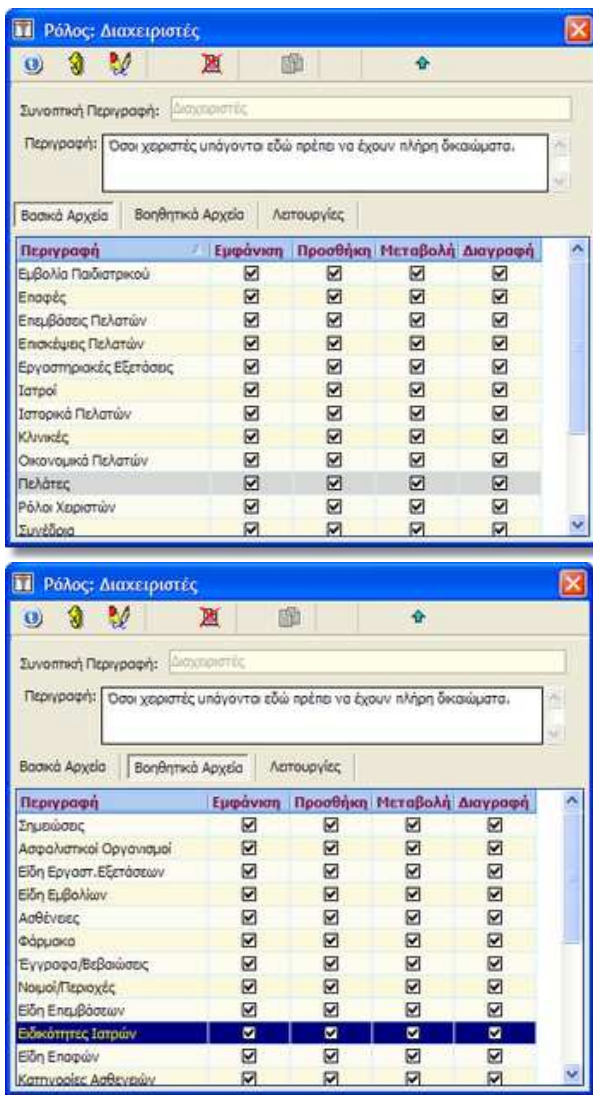 Ρόλος: Διαχειριστές
Συνοπτική Περιγραφή: Διαχειριστές
Περιγραφή: Όσοι χειριστές υπάγονται εδώ πρέπει να έχουν πλήρη δικαιώματα.
Βασικά Αρχεία Βοηθητικά Αρχεία Λειτουργίες
Περιγραφή Εμφάνιση Προσθήκη Μεταβολή Διαγραφή
Εμβολία Παιδιατρικού
Επαφές
Επεμβάσεις Πελατών
Επισκέψεις Πελατών
Εργαστηριακές Εξετάσεις
Ιατροί
Ιστορικά Πελατών
Κλινικές
Οικονομικά Πελατών
Πελάτες
Ρόλοι Χειριστών
Συνέδρια
Ρόλος: Διαχειριστές
Συνοπτική Περιγραφή: Διαχειριστές
Περιγραφή: Όσοι χειριστές υπάγονται εδώ πρέπει να έχουν πλήρη δικαιώματα.
Βασικά Αρχεία Βοηθητικά Αρχεία Λειτουργίες
Περιγραφή Εμφάνιση Προσθήκη Μεταβολή Διαγραφή
Σημειώσεις
Ασφαλιστικοί Οργανισμοί
Είδη Εργαστ.Εξετάσεων
Είδη Εμβολίων
Ασθένειες
Φάρμακα
Έγγραφα/Βεβαιώσεις
Νομοί/Περιοχές
Είδη Επεμβάσεων
Ειδικότητες Ιατρών
Είδη Επαφών
Κατηγορίες Ασθενειών